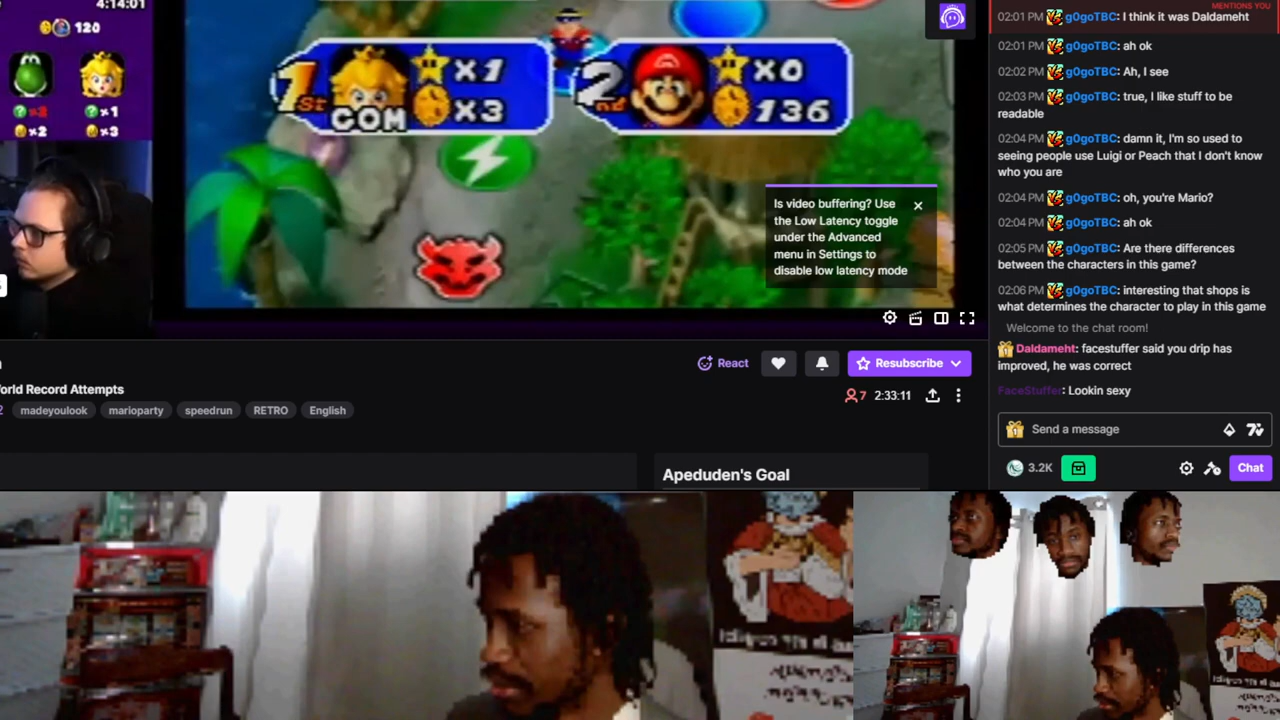 4:14:01
120
×2
×1
×2
×3
1st
COM
×1
×3
2nd
×0
136
Is video buffering? Use
the Low Latency toggle
under the Advanced
menu in Settings to
disable low latency mode
React
Resubscribe
orld Record Attempts
madeyoulook
marioparty
speedrun
RETRO
English
7
2:33:11
Apeduden's Goal
MENTIONS YOU
02:01 PM g0goTBC: I think it was Daldameht
02:01 PM g0goTBC: ah ok
02:02 PM g0goTBC: Ah, I see
02:03 PM g0goTBC: true, I like stuff to be
readable
02:04 PM g0goTBC: damn it, I'm so used to
seeing people use Luigi or Peach that I don't know
who you are
02:04 PM g0goTBC: oh, you're Mario?
02:04 PM g0goTBC: ah ok
02:05 PM g0goTBC: Are there differences
between the characters in this game?
02:06 PM g0goTBC: interesting that shops is
what determines the character to play in this game
Welcome to the chat room!
Daldameht: facestuffer said you drip has
improved, he was correct
FaceStuffer: Lookin sexy
Send a message
3.2K
Chat